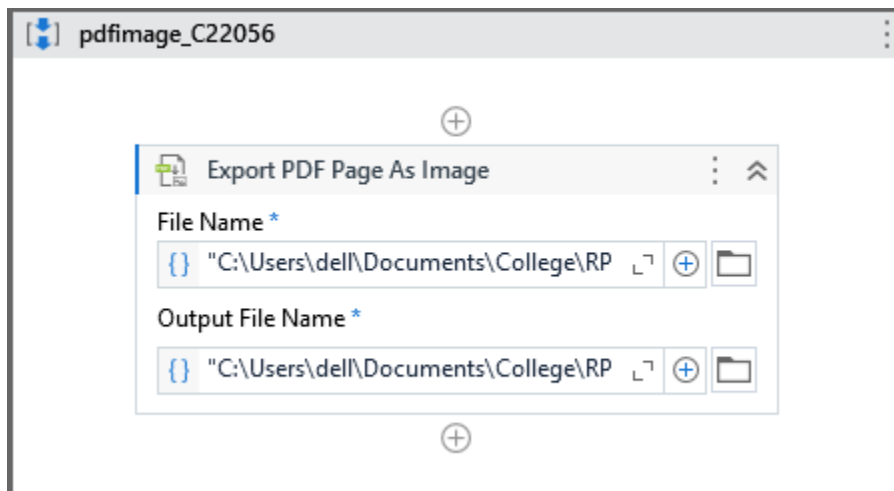 pdfimage_C22056
Export PDF Page As Image
File Name *
{} "C:\Users\dell\Documents\College\RP
Output File Name *
{} "C:\Users\dell\Documents\College\RP